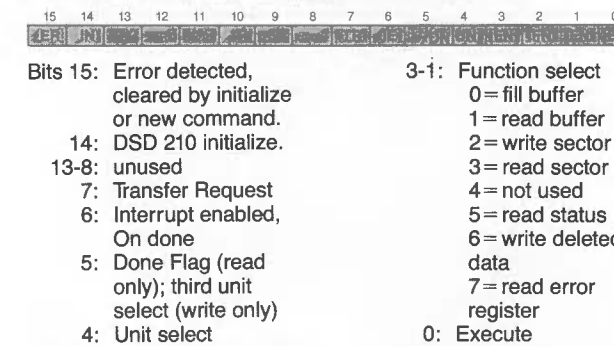 15 14 13 12 11 10 9 8 7 6 5 4 3 2 1 0
Bits 15: Error detected,
cleared by initialize
or new command.
14: DSD 210 initialize.
13-8: unused
7: Transfer Request
6: Interrupt enabled,
On done
5: Done Flag (read
only); third unit
select (write only)
4: Unit select
3-1: Function select
0=fill buffer
1=read buffer
2=write sector
3=read sector
4=not used
5=read status
6=write deleted
data
7=read error
register
0: Execute